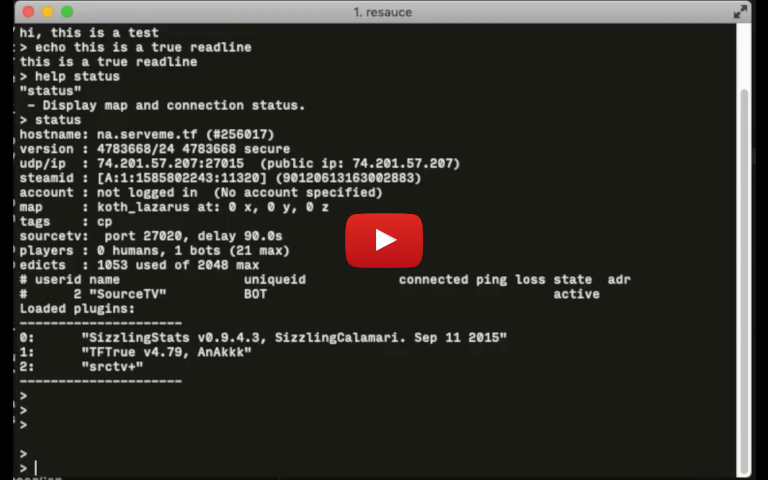 1. resauce
hi, this is a test
> echo this is a true readline
this is a true readline
> help status
"status"
 - Display map and connection status.
> status
hostname: na.serveme.tf (#256017)
version : 4783668/24 4783668 secure
udp/ip  : 74.201.57.207:27015  (public ip: 74.201.57.207)
steamid : [A:1:1585802243:11320] (90120613163002883)
account : not logged in  (No account specified)
map     : koth_lazarus at: 0 x, 0 y, 0 z
tags    : cp
sourcetv:  port 27020, delay 90.0s
players : 0 humans, 1 bots (21 max)
edicts  : 1053 used of 2048 max
# userid name                uniqueid            connected ping loss state  adr
#      2 "SourceTV"          BOT                                     active
Loaded plugins:
---------------------
0:      "SizzlingStats v0.9.4.3, SizzlingCalamari. Sep 11 2015"
1:      "TFTrue v4.79, AnAkkk"
2:      "srctv+"
---------------------
>
>
>
>
>